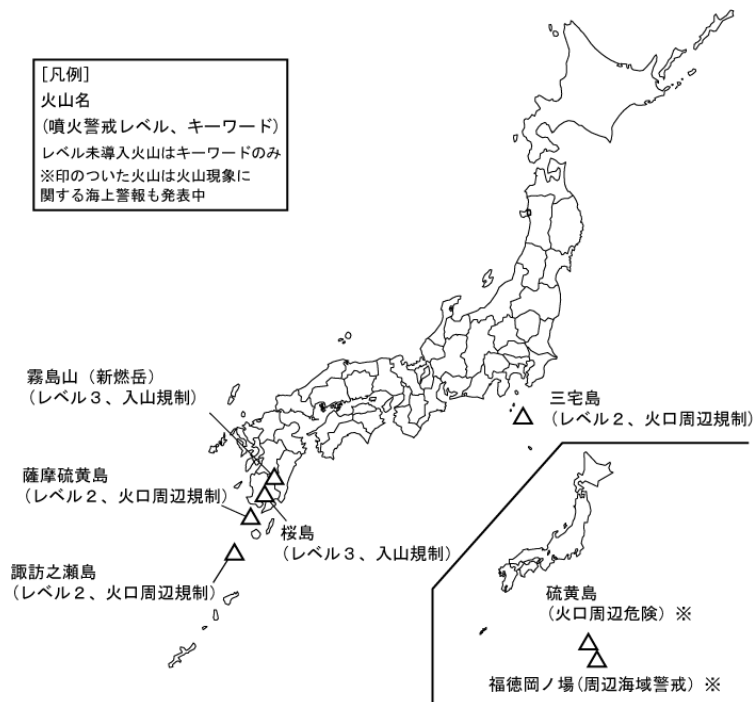 [凡例]
火山名
(噴火警戒レベル、キーワード)
レベル未導入火山はキーワードのみ
※印のついた火山は火山現象に
関する海上警報も発表中
霧島山（新燃岳）
(レベル３、入山規制)
三宅島
(レベル２、火口周辺規制)
薩摩硫黄島
(レベル２、火口周辺規制)
桜島
(レベル３、入山規制)
諏訪之瀬島
(レベル２、火口周辺規制)
硫黄島
(火口周辺危険) ※
福徳岡ノ場(周辺海域警戒) ※